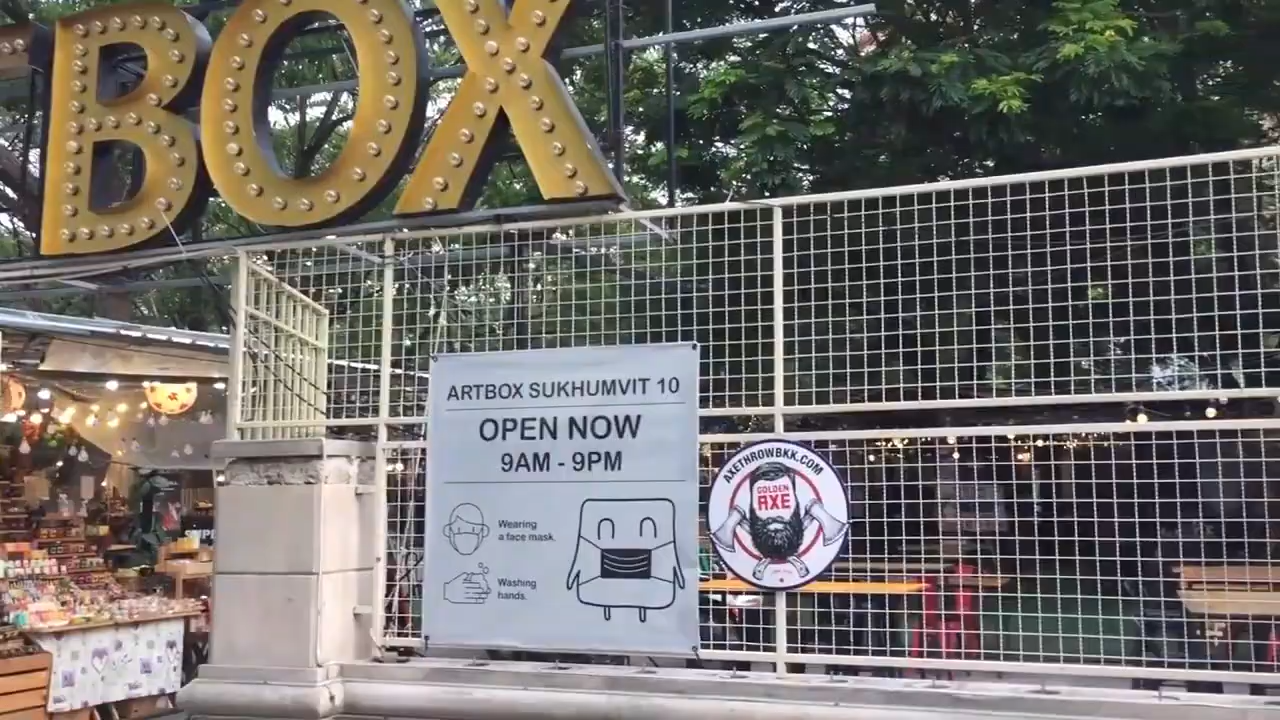 BOX
ARTBOX SUKHUMVIT 10
OPEN NOW
9AM - 9PM
Wearing
a face mask.
Washing
hands.
AXETHROWBKK.COM
GOLDEN
AXE